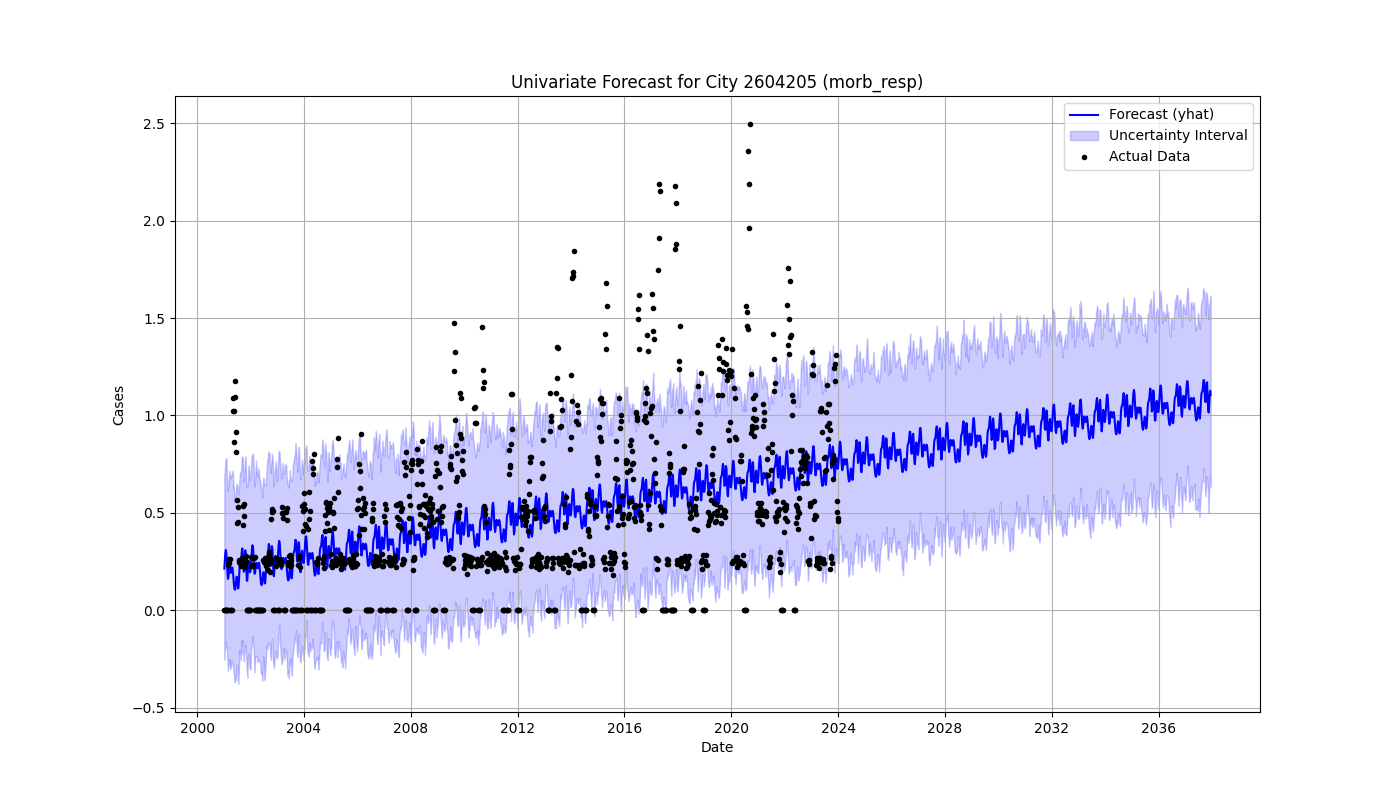 Univariate Forecast for City 2604205 (morb_resp)
Forecast (yhat)
Uncertainty Interval
Actual Data
Cases
2.5
2.0
1.5
1.0
0.5
0.0
−0.5
2000 2004 2008 2012 2016 2020 2024 2028 2032 2036
Date